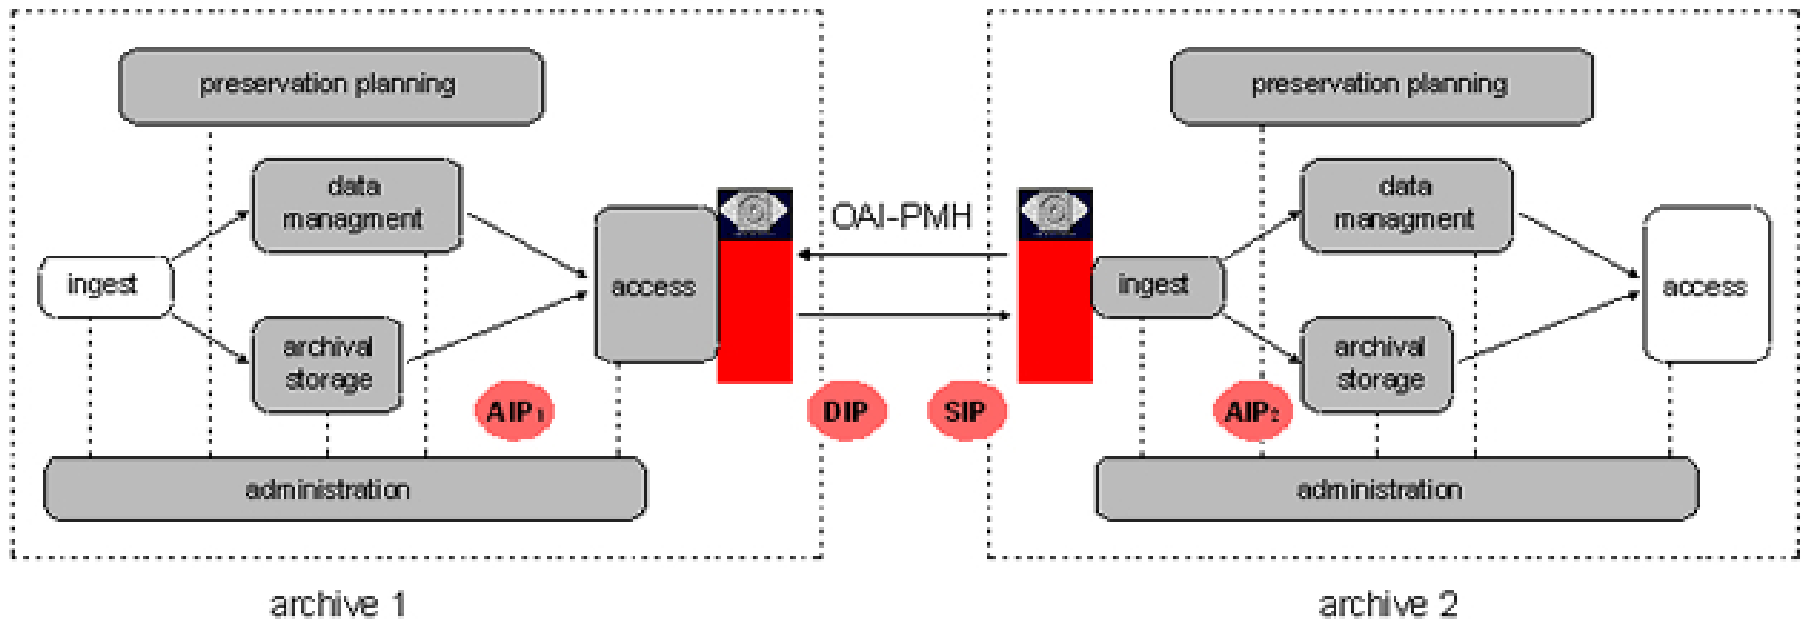 preservation planning
data
managment
ingest
access
archival
storage
AIP1
administration
archive 1
OAI-PMH
DIP
SIP
preservation planning
data
managment
ingest
access
archival
storage
AIP2
administration
archive 2